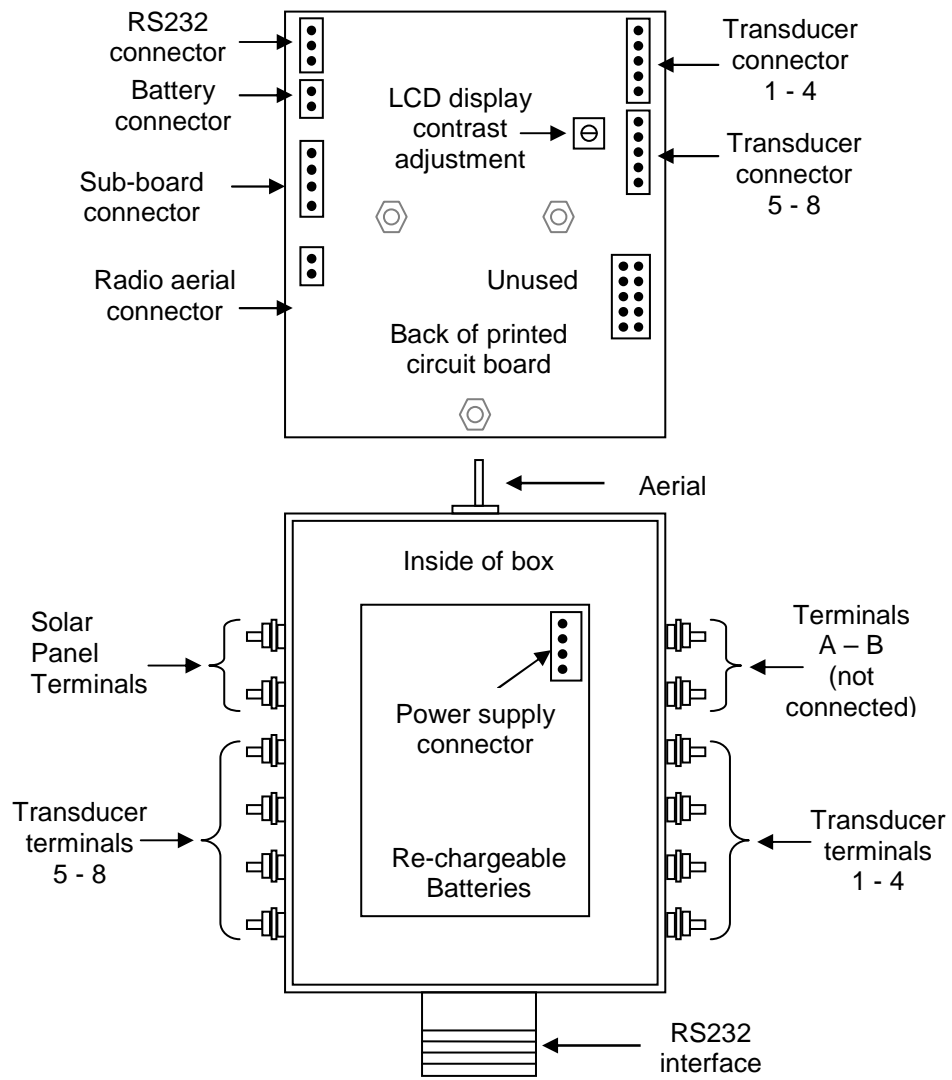 RS232
connector
Battery
connector
Sub-board
connector
Radio aerial
connector
LCD display
contrast
adjustment
Transducer
connector
1 - 4
Transducer
connector
5 - 8
Unused
Back of printed
circuit board
Aerial
Inside of box
Solar
Panel
Terminals
Terminals
A – B
(not
connected)
Power supply
connector
Transducer
terminals
5 - 8
Re-chargeable
Batteries
Transducer
terminals
1 - 4
RS232
interface